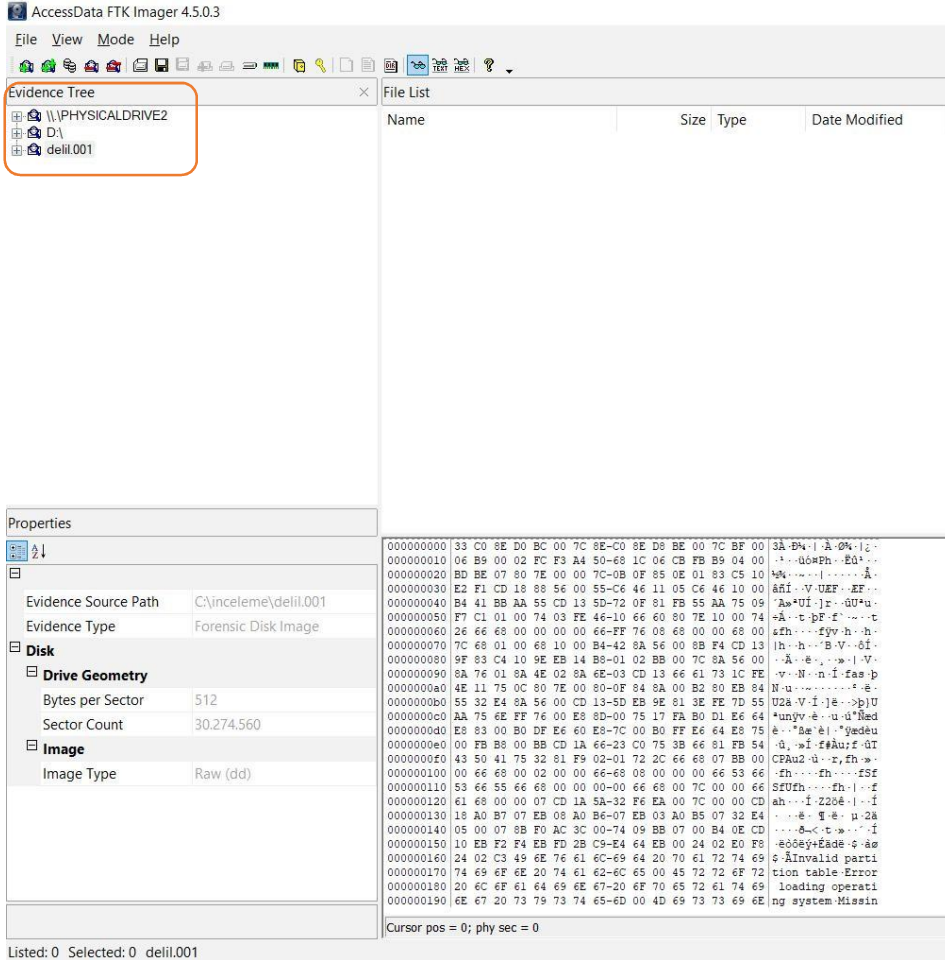 AccessData FTK Imager 4.5.0.3
File View Mode Help
Evidence Tree
\\.\PHYSICALDRIVE2
D:\
delil.001
File List
Name Size Type Date Modified
Properties
Evidence Source Path C:\inceleme\delil.001
Evidence Type Forensic Disk Image
Disk
Drive Geometry
Bytes per Sector 512
Sector Count 30.274.560
Image
Image Type Raw (dd)
000000000 33 C0 8E D0 BC 00 7C 8E-C0 8E D8 BE 00 7C BF 00
000000010 06 B9 00 02 FC F3 A4 50-68 1C 06 CB FB B9 04 00
000000020 BD BE 07 80 7E 00 00 7C-0B 0F 85 0E 01 83 C5 10
000000030 E2 F1 CD 18 88 56 00 55-C6 46 11 05 C6 46 10 00
000000040 B4 41 BB AA 55 CD 13 5D-72 0F 81 FB 55 AA 75 09
000000050 F7 C1 01 00 74 03 FE 46-10 66 60 80 7E 10 00 74
000000060 26 66 68 00 00 00 00 66-FF 76 08 68 00 00 68 00
000000070 7C 68 01 00 68 10 00 B4-42 8A 56 00 8B F4 CD 13
000000080 9F 83 C4 10 9E EB 14 B8-01 02 BB 00 7C 8A 56 00
000000090 8A 76 01 8A 4E 02 8A 6E-03 CD 13 66 61 73 1C FE
0000000a0 4E 11 75 0C 80 7E 00 80-0F 84 8A 00 B2 80 EB 84
0000000b0 55 32 E4 8A 56 00 CD 13-5D EB 9E 81 3E FE 7D 55
0000000c0 AA 75 6E FF 76 00 E8 8D-00 75 17 FA B0 D1 E6 64
0000000d0 E8 83 00 B0 DF E6 60 E8-7C 00 B0 FF E6 64 E8 75
0000000e0 00 FB B8 00 BB CD 1A 66-23 C0 75 3B 66 81 FB 54
0000000f0 43 50 41 75 32 81 F9 02-01 72 2C 66 68 07 BB 00
000000100 00 66 68 00 02 00 00 66-68 08 00 00 00 66 53 66
000000110 53 66 55 66 68 00 00 00-00 66 68 00 7C 00 00 66
000000120 61 68 00 00 07 CD 1A 5A-32 F6 EA 00 7C 00 00 CD
000000130 18 A0 B7 07 EB 08 A0 B6-07 EB 03 A0 B5 07 32 E4
000000140 05 00 07 8B F0 AC 3C 00-74 09 BB 07 00 B4 0E CD
000000150 10 EB F2 F4 EB FD 2B C9-E4 64 EB 00 24 02 E0 F8
000000160 24 02 C3 49 6E 76 61 6C-69 64 20 70 61 72 74 69 $·ÃInvalid parti
000000170 74 69 6F 6E 20 74 61 62-6C 65 00 45 72 72 6F 72 tion table·Error
000000180 20 6C 6F 61 64 69 6E 67-20 6F 70 65 72 61 74 69 loading operati
000000190 6E 67 20 73 79 73 74 65-6D 00 4D 69 73 73 69 6E ng system·Missin
Cursor pos = 0; phy sec = 0
Listed: 0 Selected: 0 delil.001